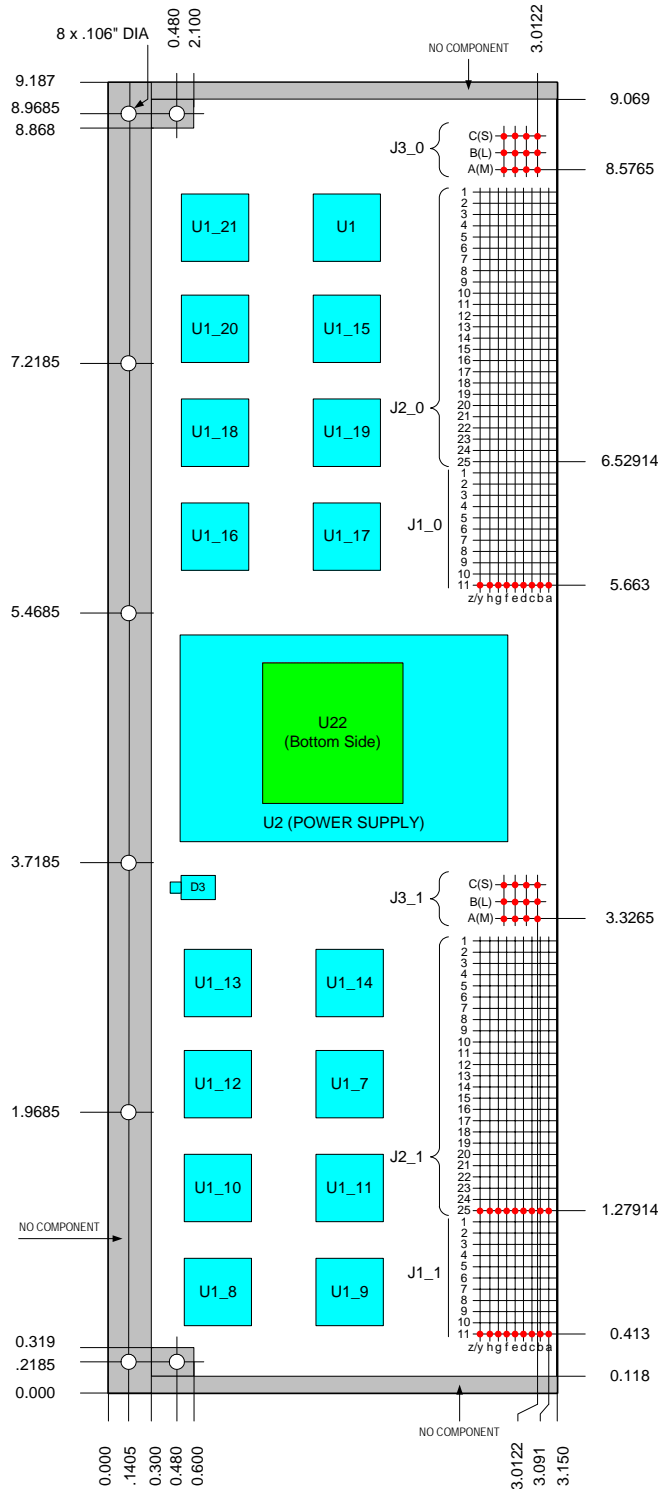 0.480
2.100
3.0122
8 x .106" DIA
NO COMPONENT
9.187
9.069
8.9685
8.868
C(S)
J3_0
B(L)
A(M)
8.5765
1
2
3
4
5
6
7
8
9
10
11
12
13
14
15
16
17
18
19
20
21
22
23
24
25
J2_0
U1_21
U1
U1_20
U1_15
7.2185
U1_18
U1_19
6.52914
1
2
3
4
5
6
7
8
9
10
11
J1_0
U1_16
U1_17
5.663
z/y h g f e d c b a
5.4685
U22
(Bottom Side)
U2 (POWER SUPPLY)
3.7185
D3
C(S)
J3_1
B(L)
A(M)
3.3265
1
2
3
4
5
6
7
8
9
10
11
12
13
14
15
16
17
18
19
20
21
22
23
24
25
J2_1
U1_13
U1_14
U1_12
U1_7
1.9685
U1_10
U1_11
1.27914
NO COMPONENT
1
2
3
4
5
6
7
8
9
10
11
J1_1
U1_8
U1_9
0.413
z/y h g f e d c b a
0.319
.2185
0.118
0.000
NO COMPONENT
0.000
.1405
0.300
0.480
0.600
3.0122
3.091
3.150